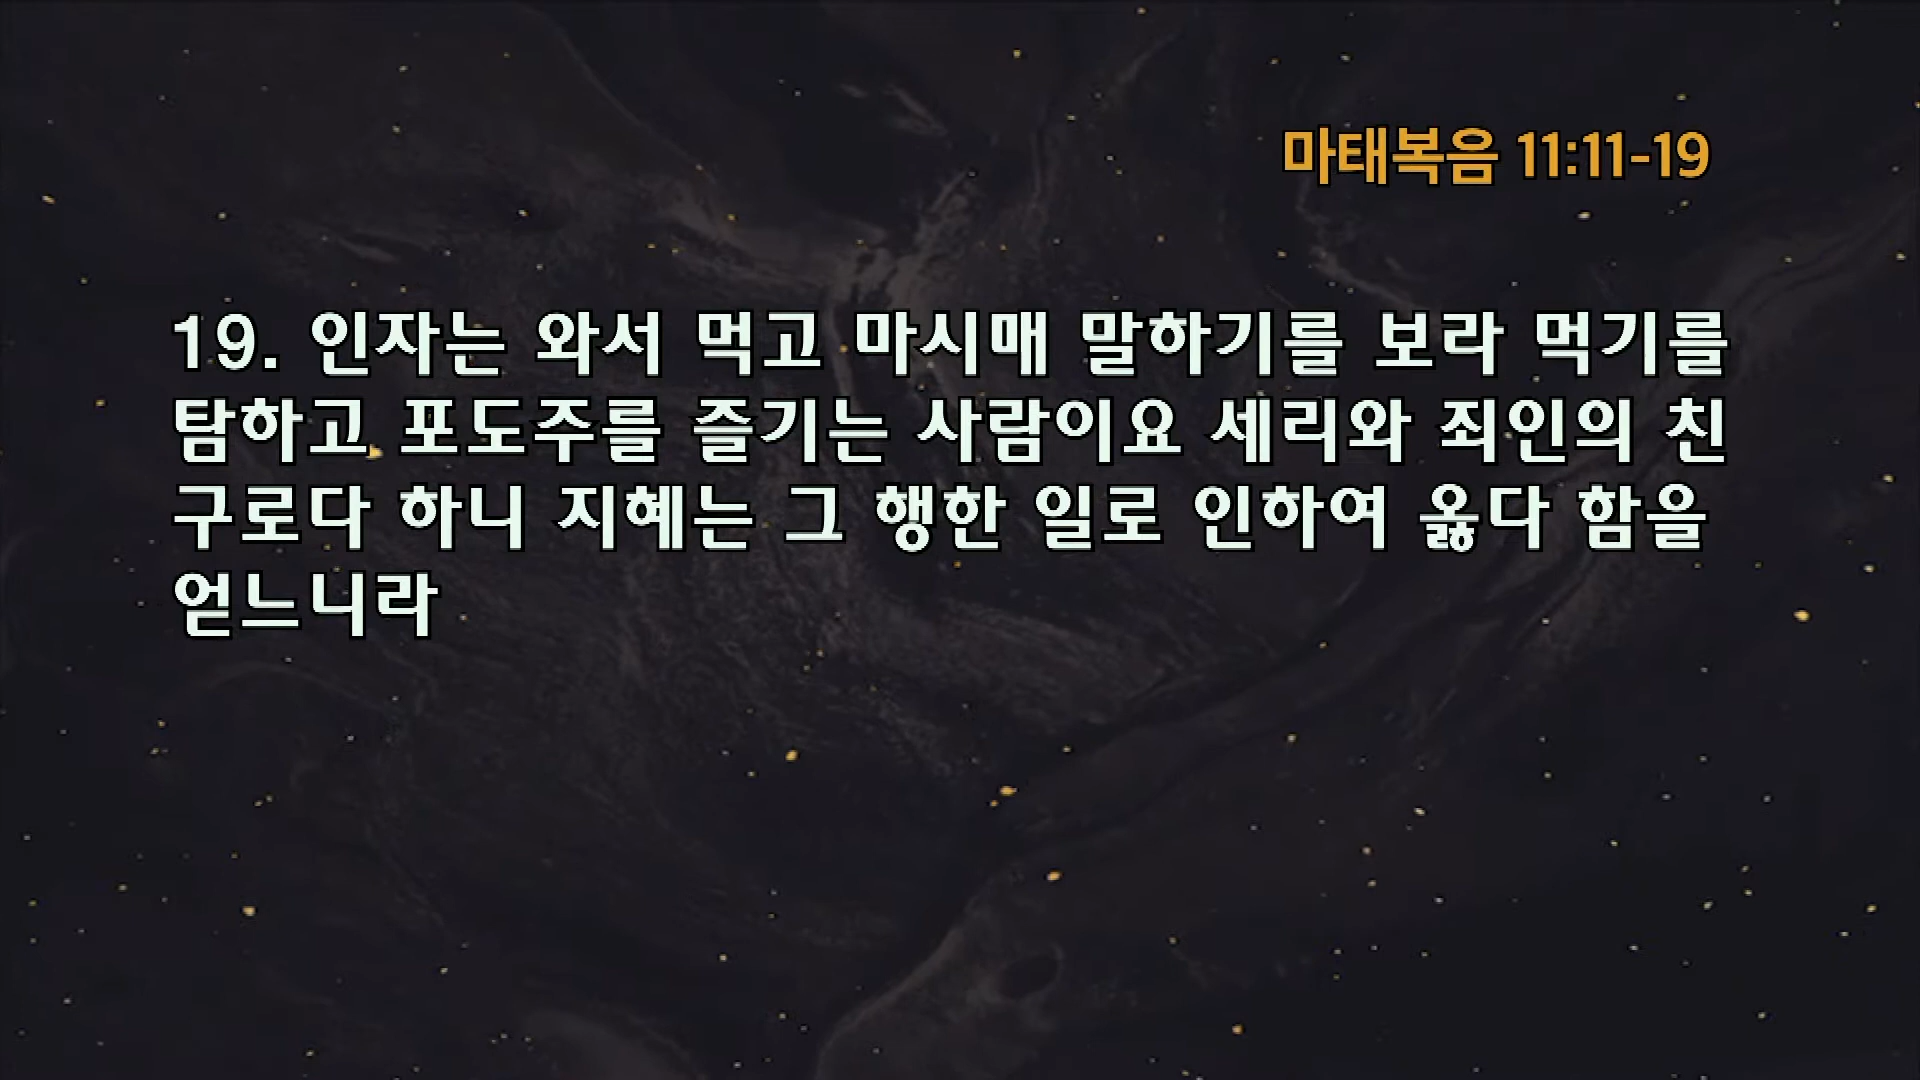 마태복음 11:11-19
19. 인자는 와서 먹고 마시매 말하기를 보라 먹기를
탐하고 포도주를 즐기는 사람이요 세리와 죄인의 친
구로다 하니 지혜는 그 행한 일로 인하여 옳다 함을
얻느니라